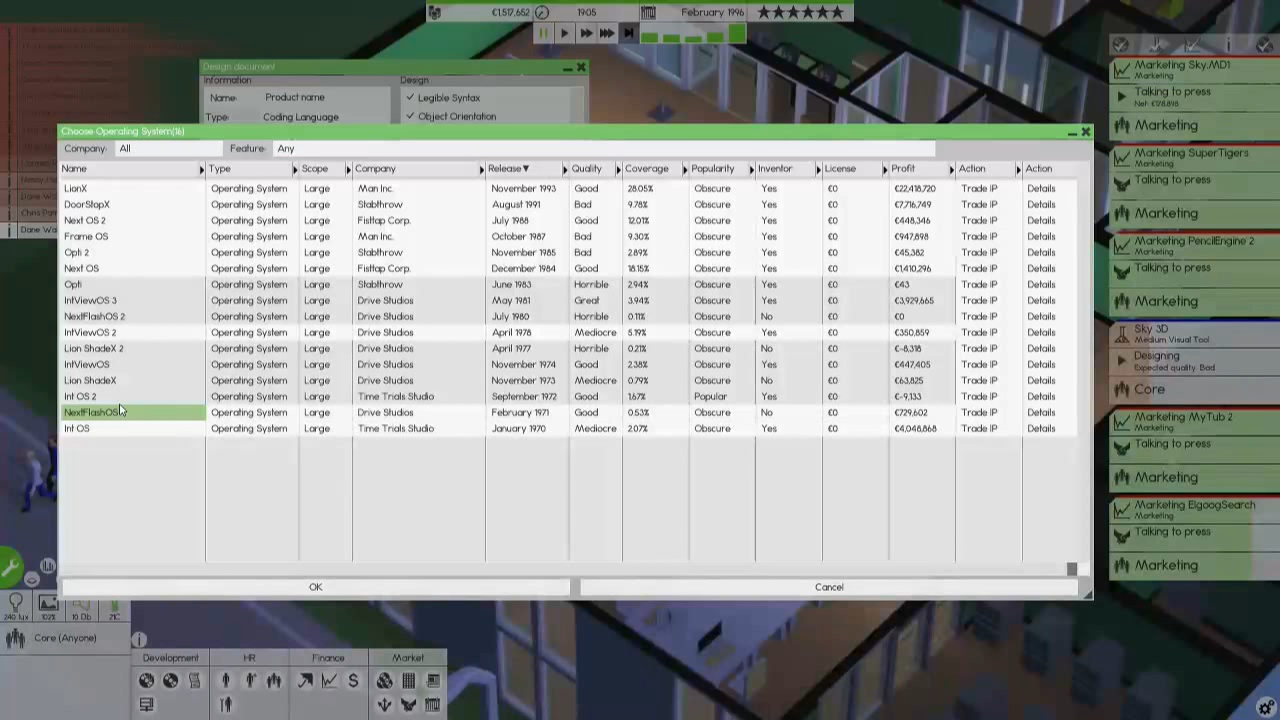 €1,517,652 19:05 February 1996
Design document
Information Design
Name: Product name Legible Syntax
Type: Coding Language Object Orientation
Choose Operating System(16)
Company: All Feature: Any
Name Type Scope Company Release▼ Quality Coverage Popularity Inventor License Profit Action Action
LionX Operating System Large Man Inc. November 1993 Good 28.05% Obscure Yes €0 €22,418,720 Trade IP Details
DoorStopX Operating System Large Stabthrow August 1991 Bad 9.78% Obscure Yes €0 €7,716,749 Trade IP Details
Next OS 2 Operating System Large Fisttap Corp. July 1988 Good 12.01% Obscure Yes €0 €448,346 Trade IP Details
Frame OS Operating System Large Man Inc. October 1987 Bad 9.30% Obscure Yes €0 €947,898 Trade IP Details
Opti 2 Operating System Large Stabthrow November 1985 Bad 2.89% Obscure Yes €0 €45,382 Trade IP Details
Next OS Operating System Large Fisttap Corp. December 1984 Good 18.15% Obscure Yes €0 €1,410,296 Trade IP Details
Opti Operating System Large Stabthrow June 1983 Horrible 2.94% Obscure Yes €0 €43 Trade IP Details
IntViewOS 3 Operating System Large Drive Studios May 1981 Great 3.94% Obscure Yes €0 €3,929,665 Trade IP Details
NextFlashOS 2 Operating System Large Drive Studios July 1980 Horrible 0.11% Obscure No €0 €0 Trade IP Details
IntViewOS 2 Operating System Large Drive Studios April 1978 Mediocre 5.19% Obscure Yes €0 €350,859 Trade IP Details
Lion ShadeX 2 Operating System Large Drive Studios April 1977 Horrible 0.21% Obscure No €0 €-8,318 Trade IP Details
IntViewOS Operating System Large Drive Studios November 1974 Good 2.38% Obscure Yes €0 €447,405 Trade IP Details
Lion ShadeX Operating System Large Drive Studios November 1973 Mediocre 0.79% Obscure No €0 €63,825 Trade IP Details
Int OS 2 Operating System Large Time Trials Studio September 1972 Good 1.67% Popular Yes €0 €-9,133 Trade IP Details
NextFlashOS Operating System Large Drive Studios February 1971 Good 0.53% Obscure No €0 €729,602 Trade IP Details
Int OS Operating System Large Time Trials Studio January 1970 Mediocre 2.07% Obscure Yes €0 €4,048,868 Trade IP Details
OK Cancel
Marketing Sky.MD1
Marketing
Talking to press
Marketing
Marketing SuperTigers
Marketing
Talking to press
Marketing
Marketing PencilEngine 2
Marketing
Talking to press
Marketing
Sky 3D
Medium Visual Tool
Designing
Expected quality: Bad
Core
Marketing MyTub 2
Marketing
Talking to press
Marketing
Marketing ElgoogSearch
Marketing
Talking to press
Marketing
240 lux 102% 10 Db 21C
Core (Anyone)
Development HR Finance Market